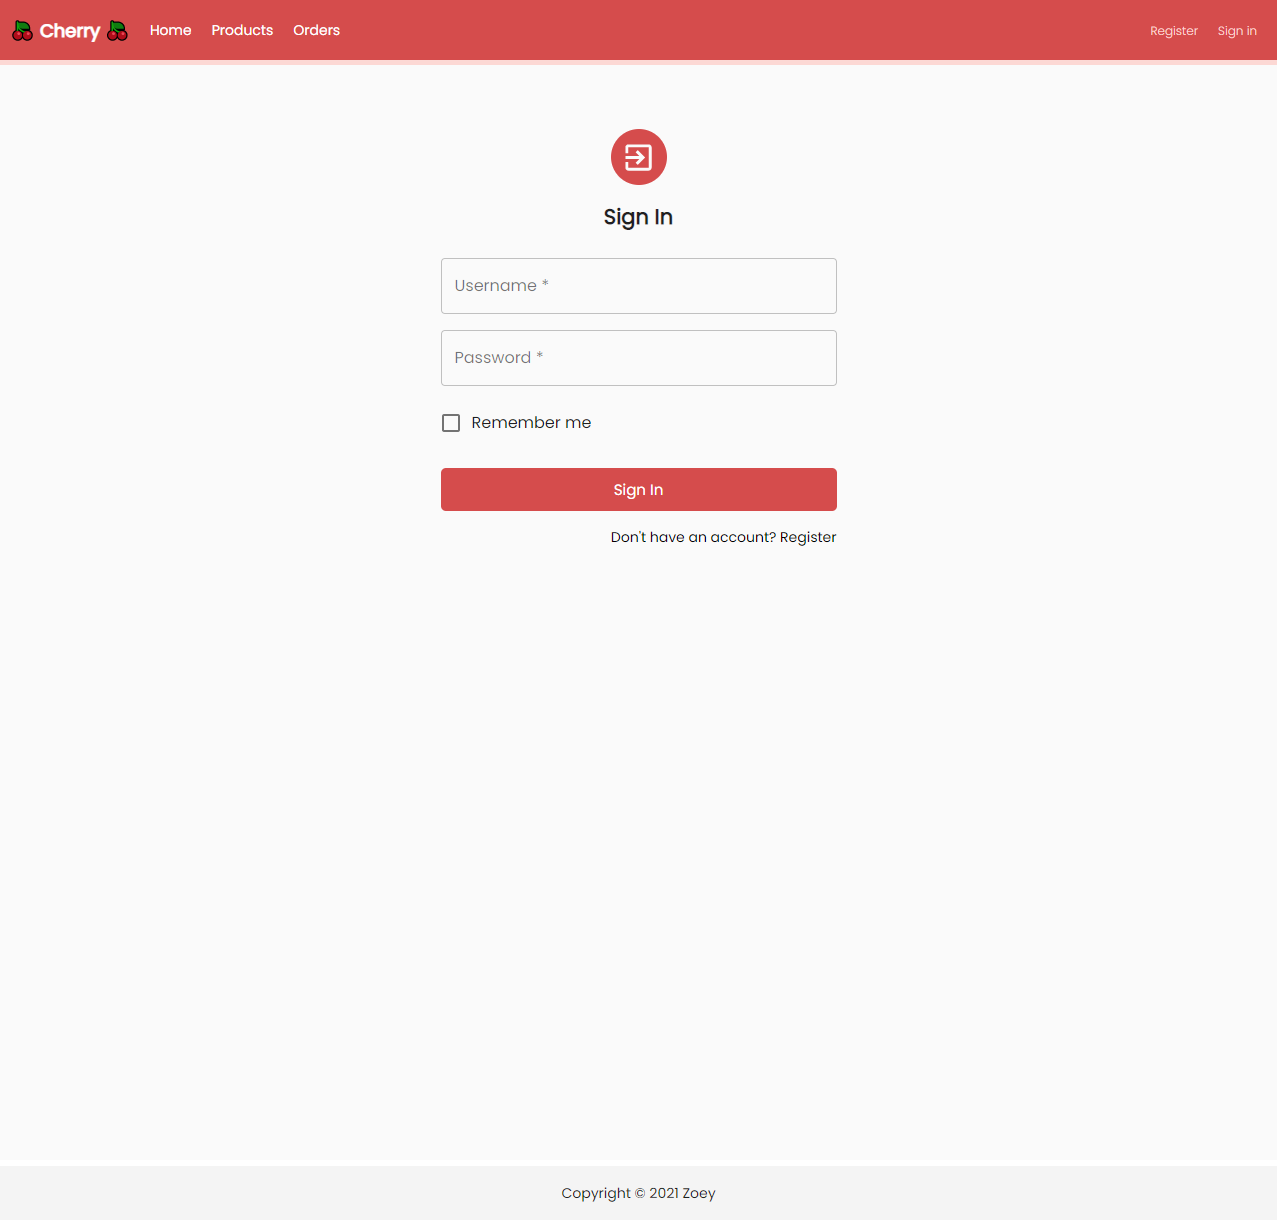 Cherry Home Products Orders Register Sign in
Sign In
Username *
Password *
Remember me
Sign In
Don't have an account? Register
Copyright © 2021 Zoey